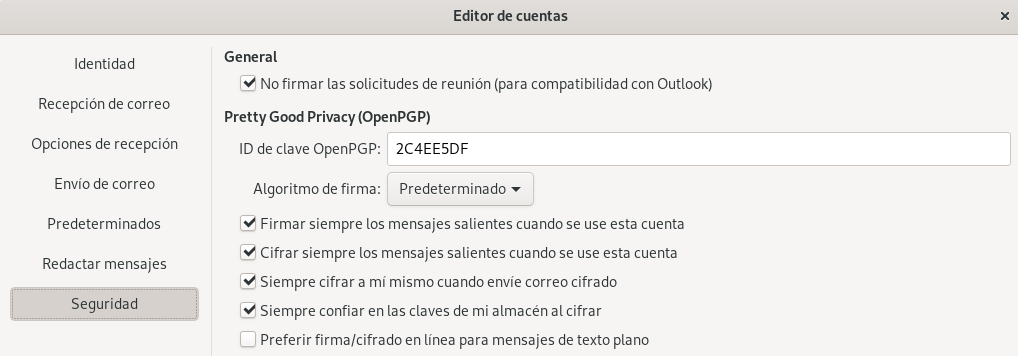 Editor de cuentas
Identidad
Recepción de correo
Opciones de recepción
Envío de correo
Predeterminados
Redactar mensajes
Seguridad
General
No firmar las solicitudes de reunión (para compatibilidad con Outlook)
Pretty Good Privacy (OpenPGP)
ID de clave OpenPGP: 2C4EE5DF
Algoritmo de firma: Predeterminado
Firmar siempre los mensajes salientes cuando se use esta cuenta
Cifrar siempre los mensajes salientes cuando se use esta cuenta
Siempre cifrar a mí mismo cuando envíe correo cifrado
Siempre confiar en las claves de mi almacén al cifrar
Preferir firma/cifrado en línea para mensajes de texto plano